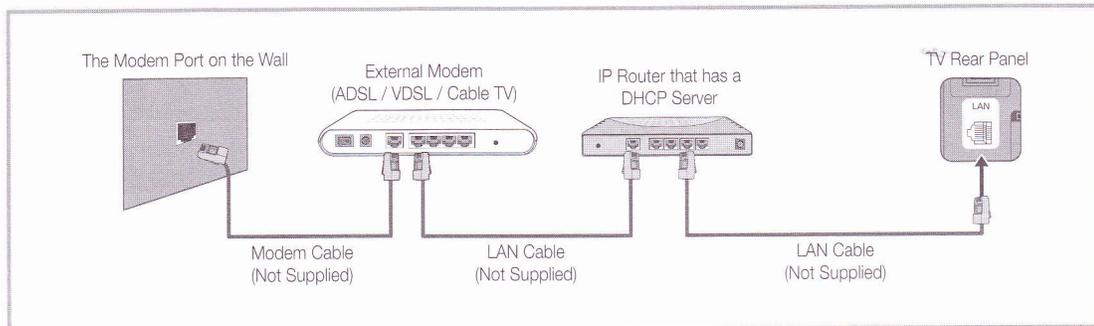 The Modem Port on the Wall
External Modem
(ADSL / VDSL / Cable TV)
IP Router that has a
DHCP Server
TV Rear Panel
LAN
Modem Cable
(Not Supplied)
LAN Cable
(Not Supplied)
LAN Cable
(Not Supplied)